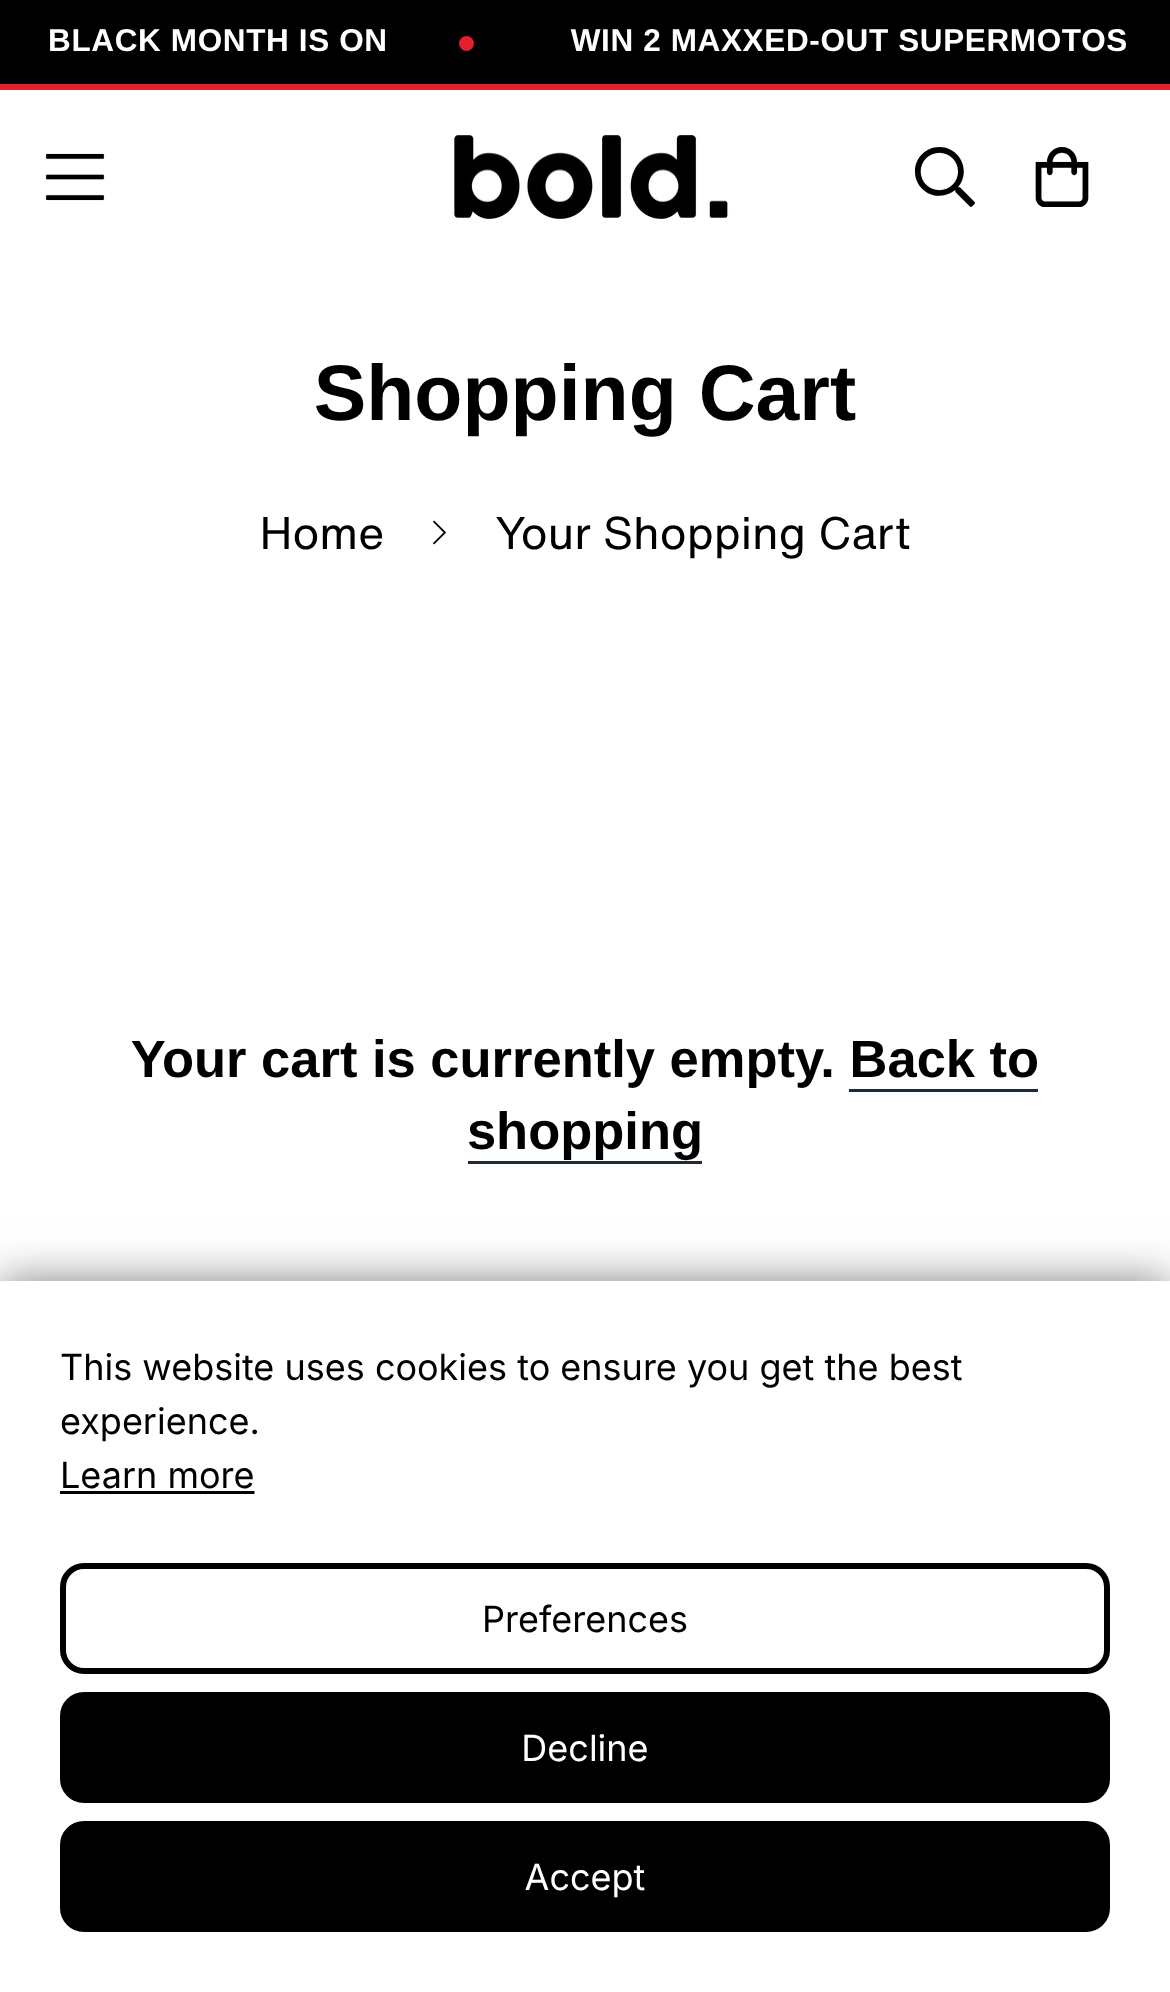 BLACK MONTH IS ON
WIN 2 MAXXED-OUT SUPERMOTOS
bold.
Shopping Cart
Home > Your Shopping Cart
Your cart is currently empty. Back to
shopping
This website uses cookies to ensure you get the best
experience.
Learn more
Preferences
Decline
Accept